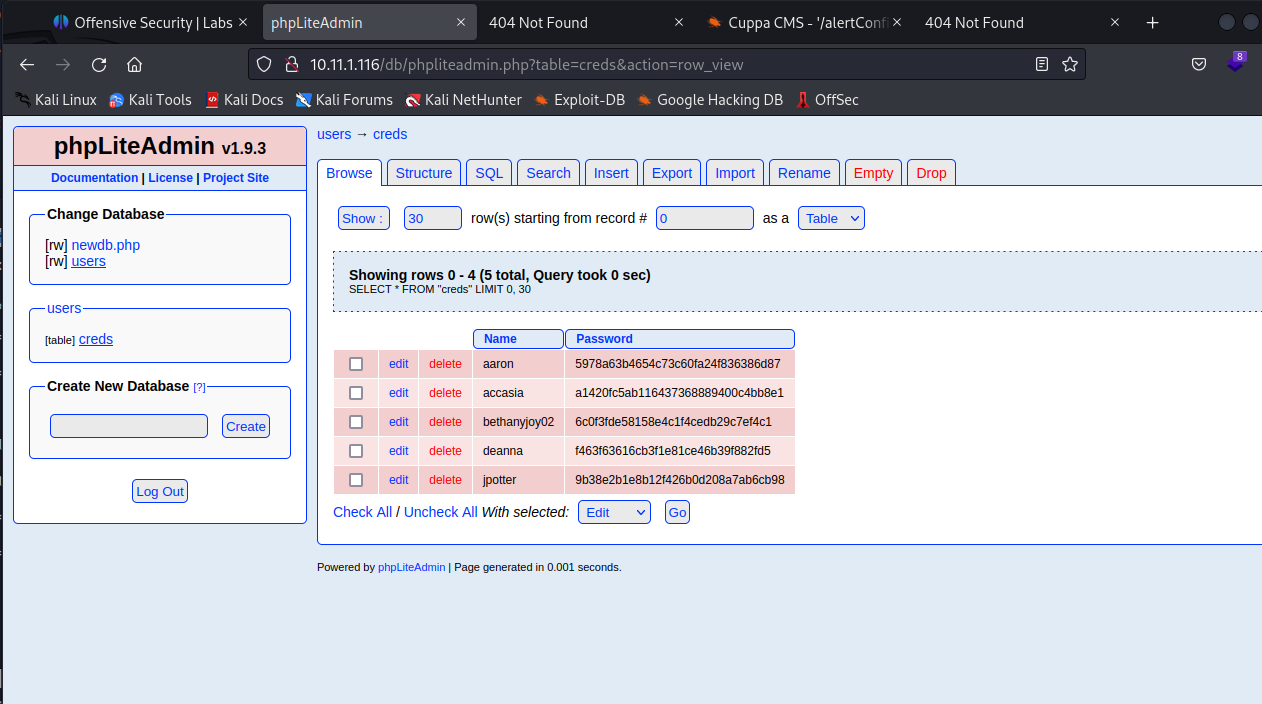 Offensive Security | Labs
phpLiteAdmin
404 Not Found
Cuppa CMS - '/alertConf
404 Not Found
10.11.1.116/db/phpliteadmin.php?table=creds&action=row_view
8
Kali Linux
Kali Tools
Kali Docs
Kali Forums
Kali NetHunter
Exploit-DB
Google Hacking DB
OffSec
phpLiteAdmin v1.9.3
Documentation | License | Project Site
Change Database
[rw] newdb.php
[rw] users
users
[table] creds
Create New Database [?]
Create
Log Out
users → creds
Browse
Structure
SQL
Search
Insert
Export
Import
Rename
Empty
Drop
Show : 30 row(s) starting from record # 0 as a Table
Showing rows 0 - 4 (5 total, Query took 0 sec)
SELECT * FROM "creds" LIMIT 0, 30
Name Password
edit delete aaron 5978a63b4654c73c60fa24f836386d87
edit delete accasia a1420fc5ab116437368889400c4bb8e1
edit delete bethanyjoy02 6c0f3fde58158e4c1f4cedb29c7ef4c1
edit delete deanna f463f63616cb3f1e81ce46b39f882fd5
edit delete jpotter 9b38e2b1e8b12f426b0d208a7ab6cb98
Check All / Uncheck All With selected: Edit Go
Powered by phpLiteAdmin | Page generated in 0.001 seconds.